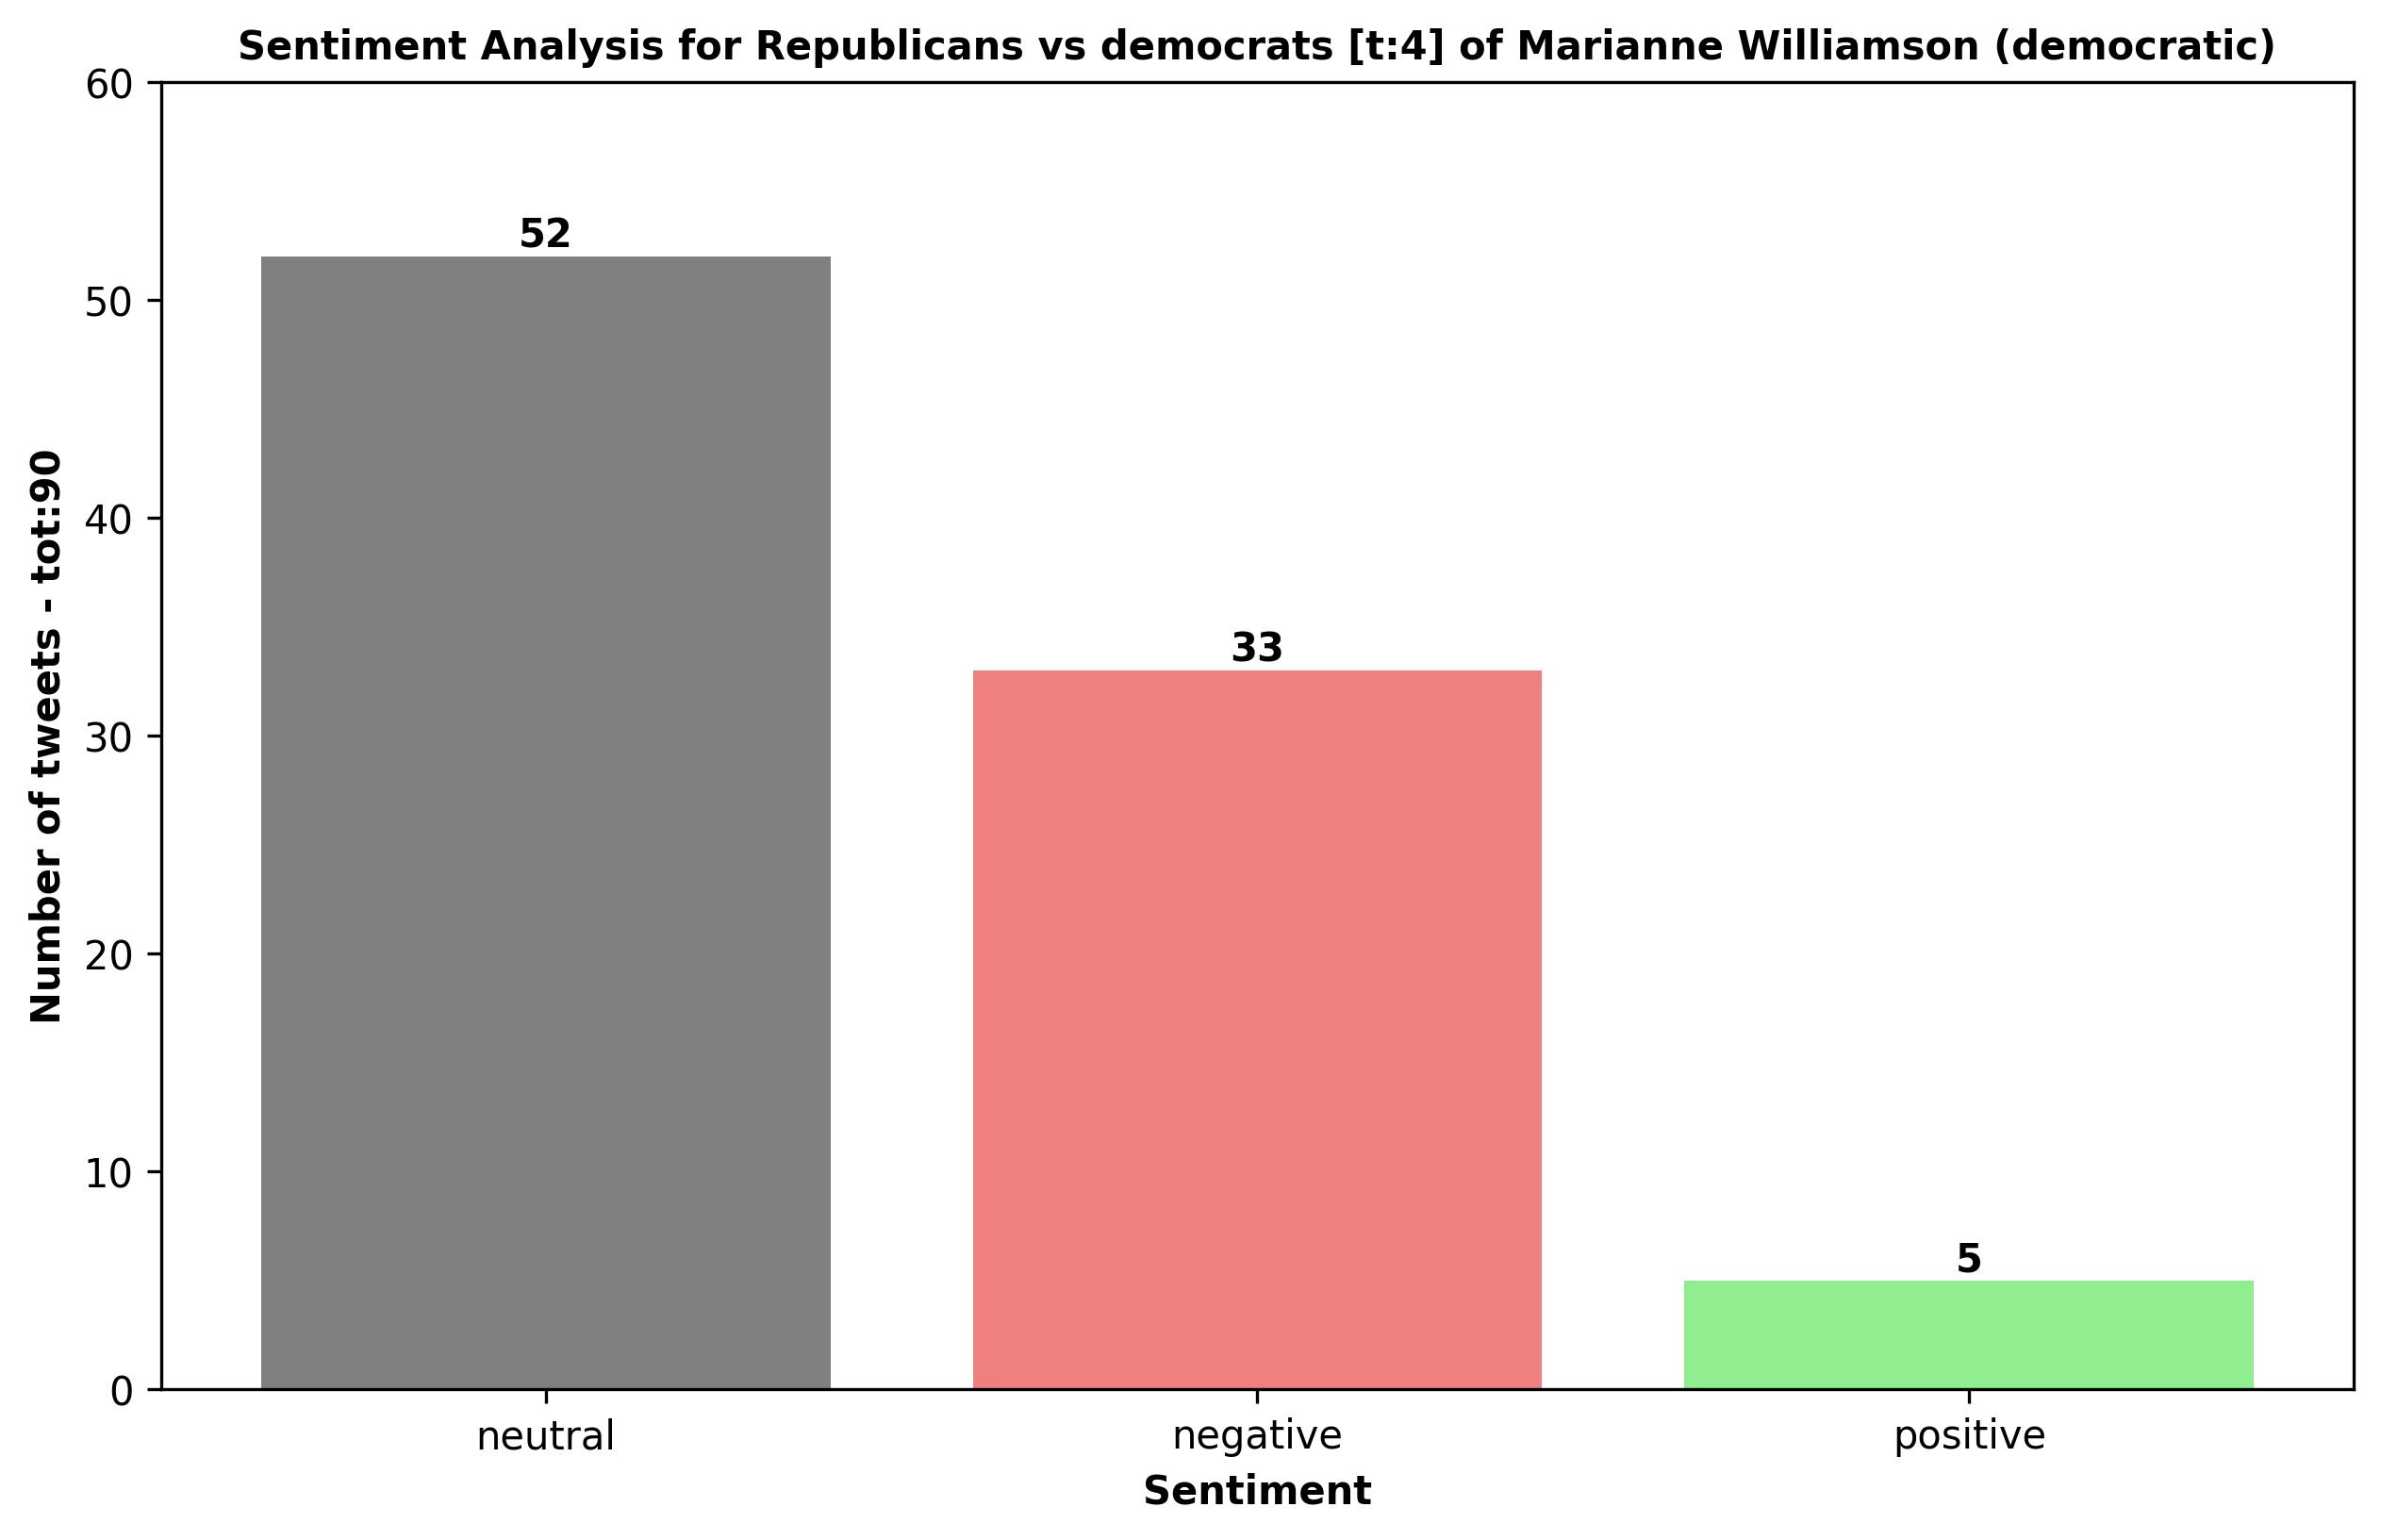 Sentiment Analysis for Republicans vs democrats [t:4] of Marianne Williamson (democratic)
60
50
40
30
20
10
0
Number of tweets - tot:90
52
33
5
neutral
negative
positive
Sentiment